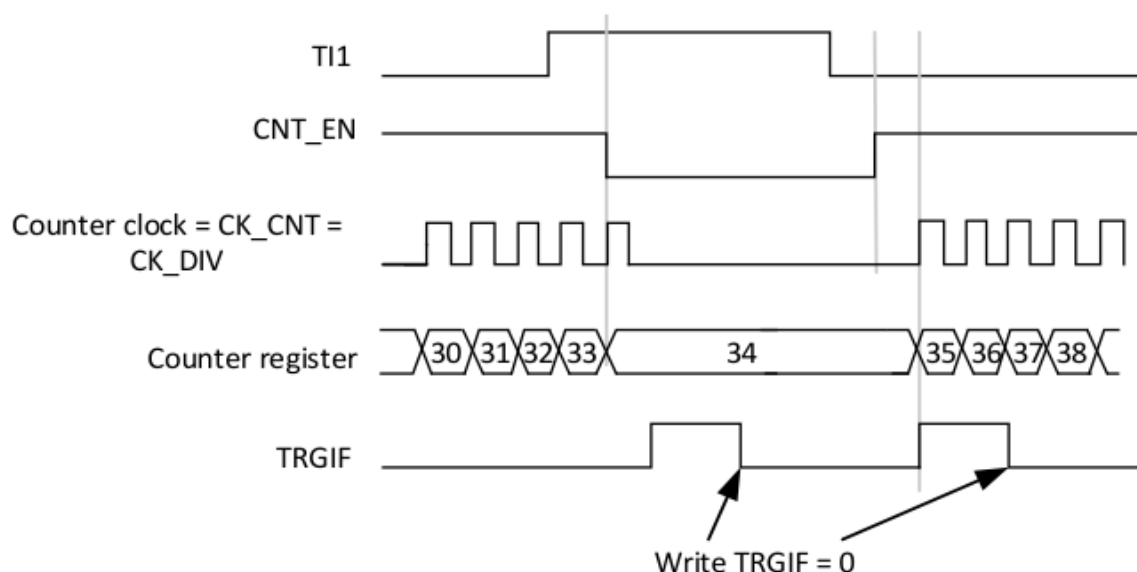 TI1
CNT_EN
Counter clock = CK_CNT =
CK_DIV
Counter register
30 31 32 33 34 35 36 37 38
TRGIF
Write TRGIF = 0